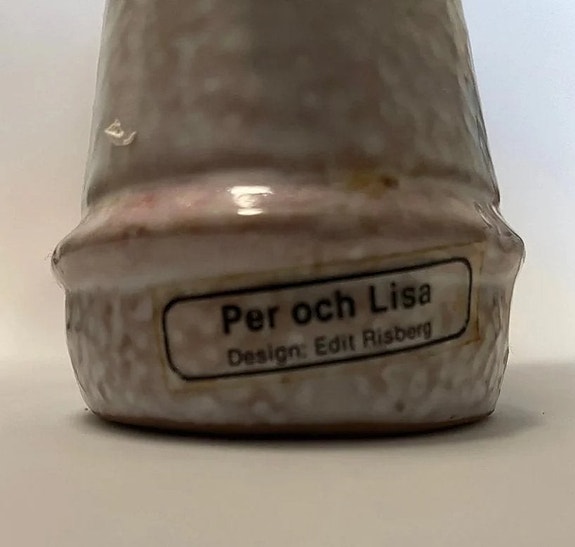 Per och Lisa
Design: Edit Risberg